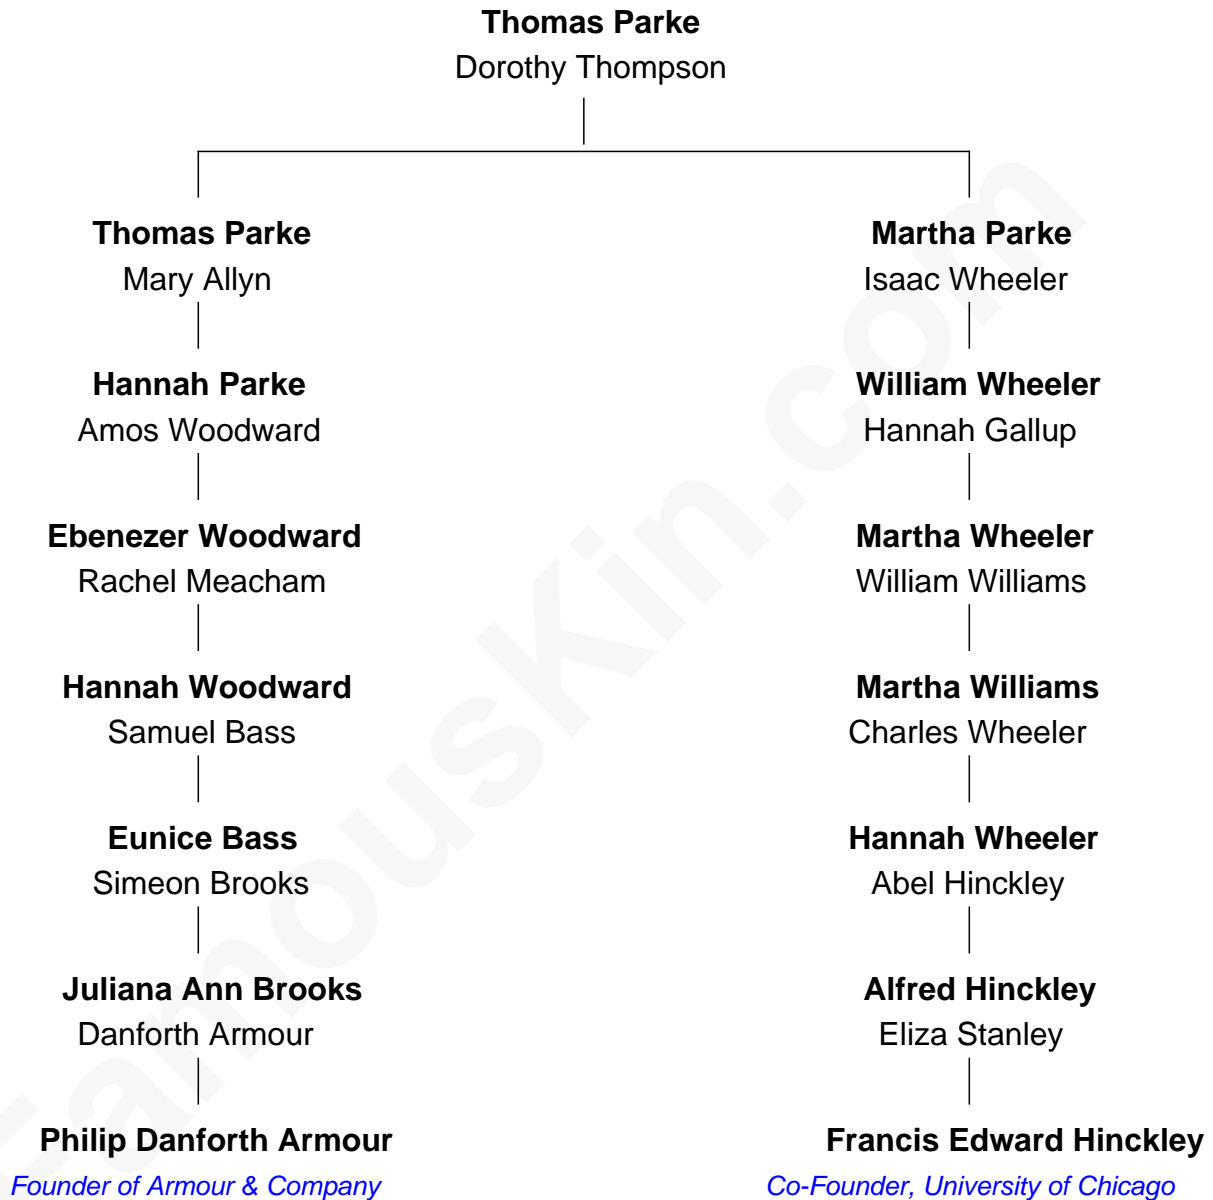 Thomas Parke
Dorothy Thompson
Thomas Parke
Mary Allyn
Hannah Parke
Amos Woodward
Ebenezer Woodward
Rachel Meacham
Hannah Woodward
Samuel Bass
Eunice Bass
Simeon Brooks
Juliana Ann Brooks
Danforth Armour
Philip Danforth Armour
Founder of Armour & Company
Martha Parke
Isaac Wheeler
William Wheeler
Hannah Gallup
Martha Wheeler
William Williams
Martha Williams
Charles Wheeler
Hannah Wheeler
Abel Hinckley
Alfred Hinckley
Eliza Stanley
Francis Edward Hinckley
Co-Founder, University of Chicago
FamousKin.com